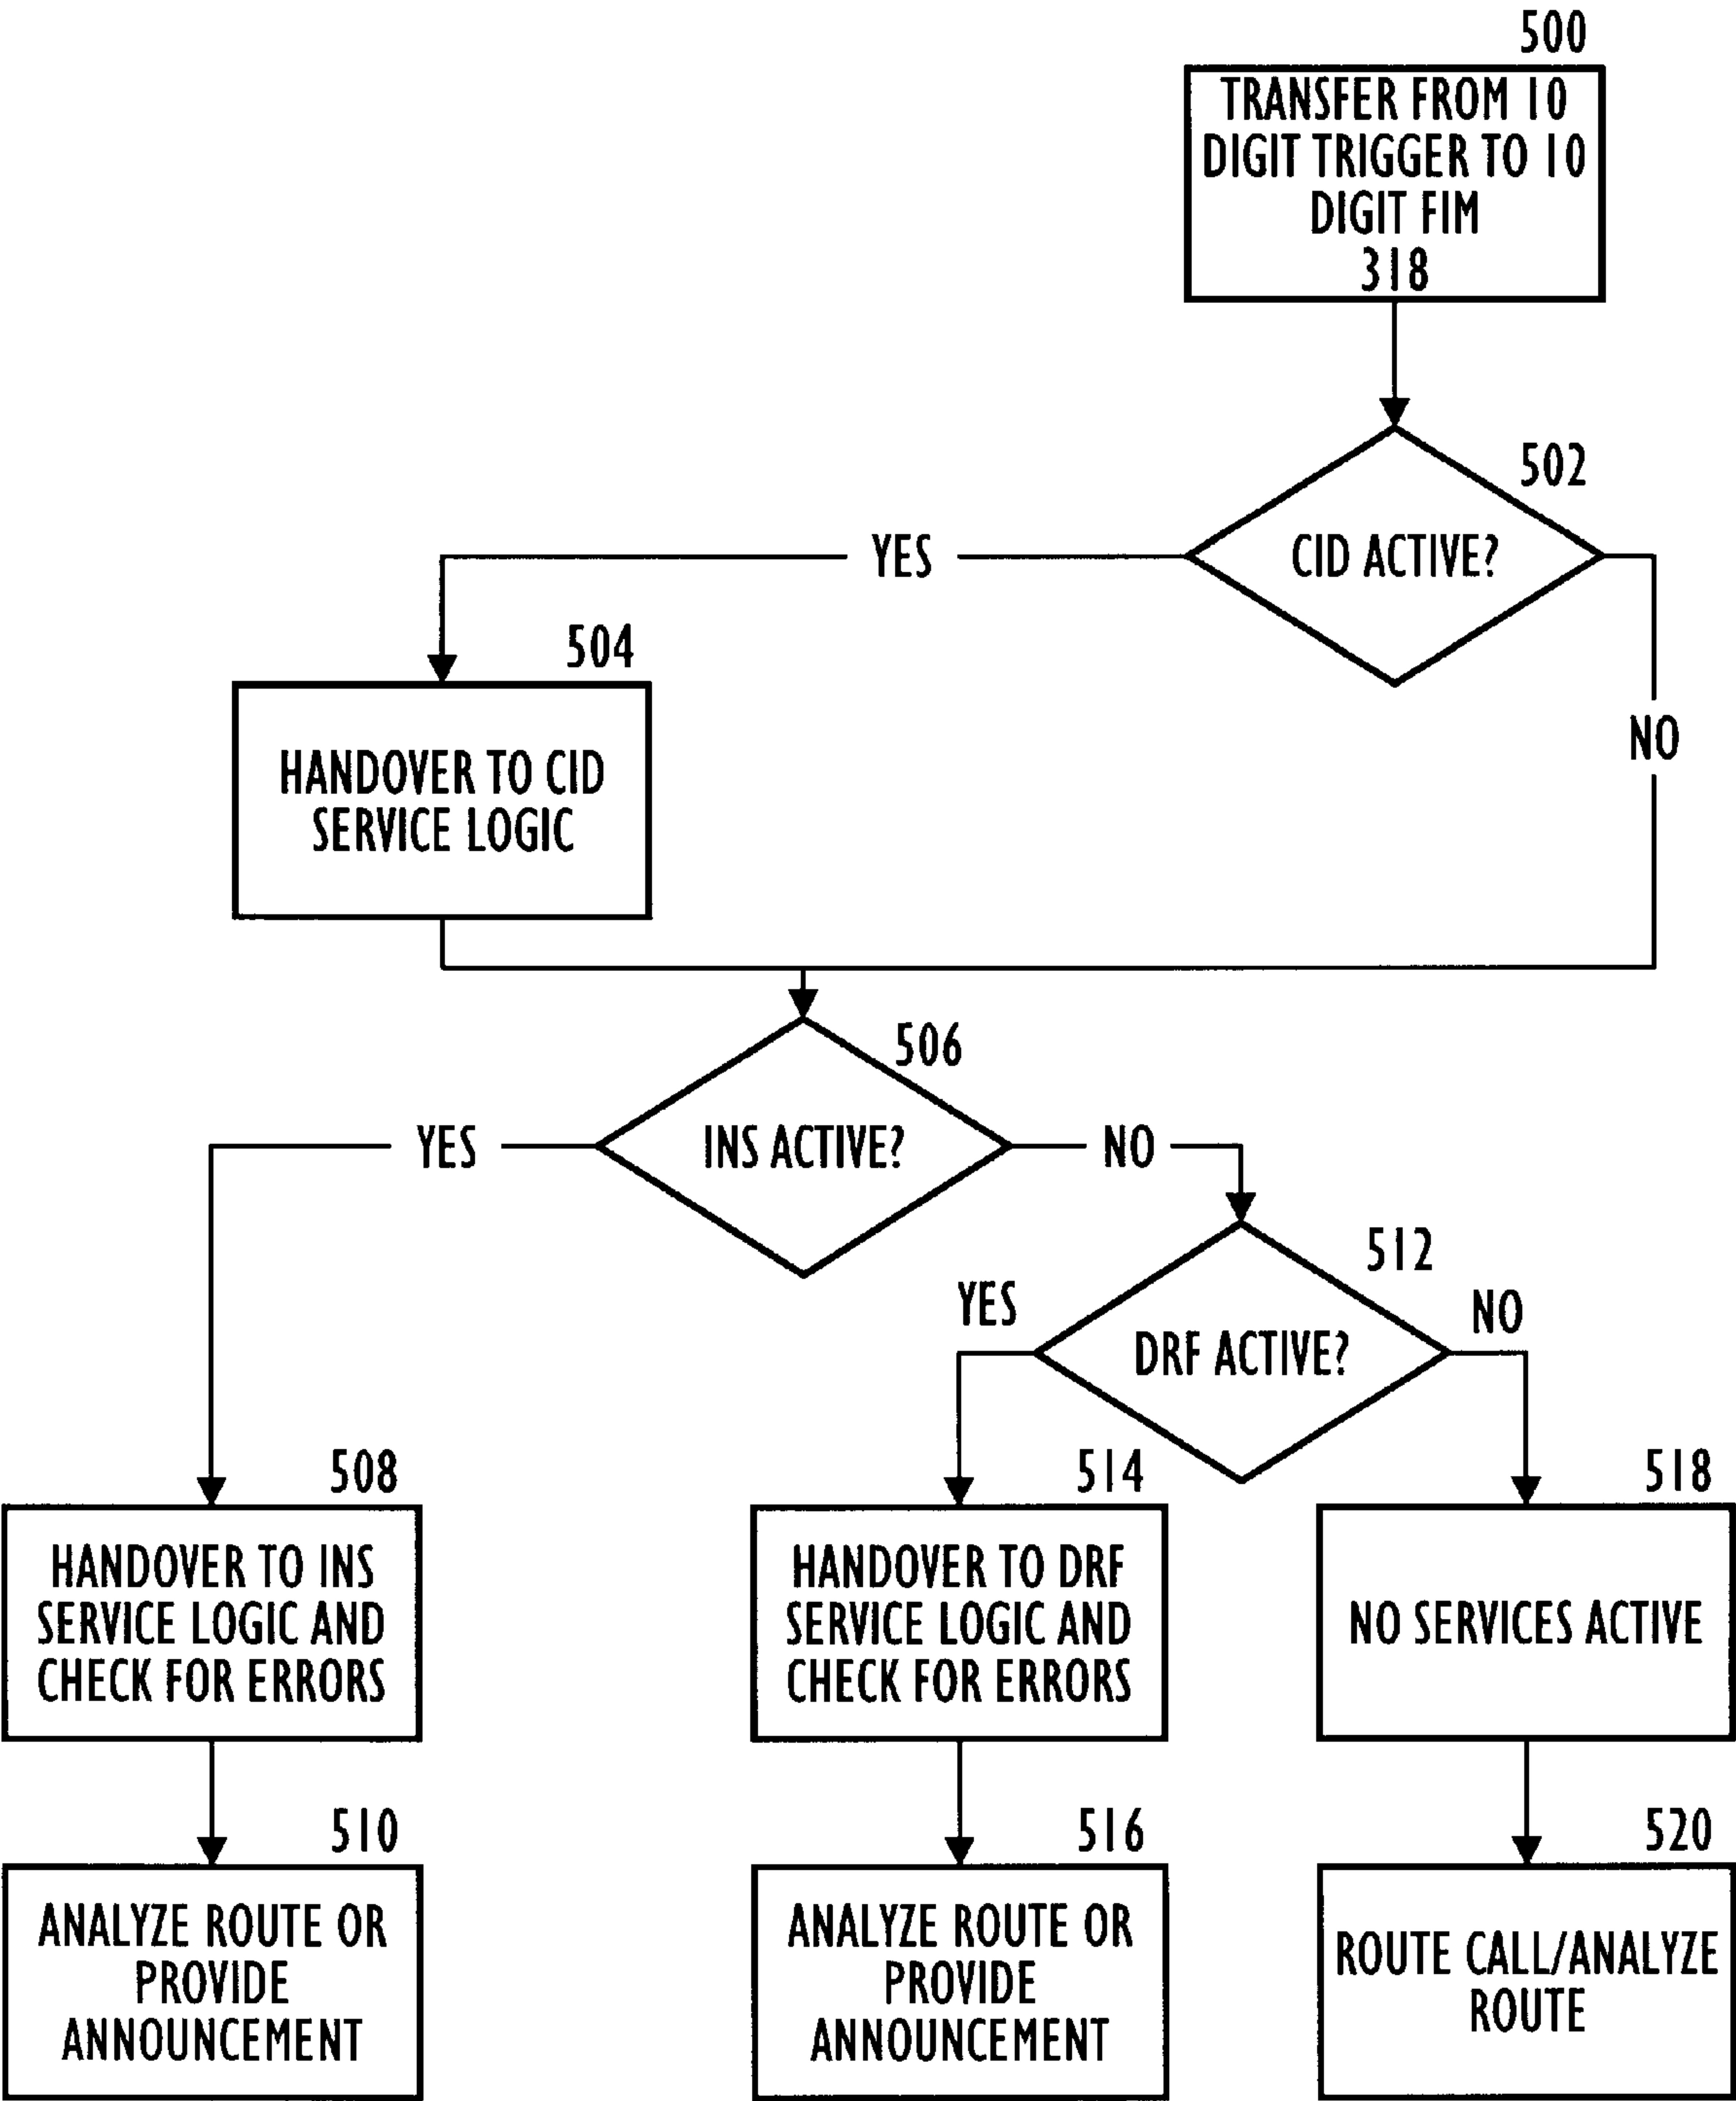 500
TRANSFER FROM 10
DIGIT TRIGGER TO 10
DIGIT FIM
318
502
CID ACTIVE?
YES
NO
504
HANDOVER TO CID
SERVICE LOGIC
506
INS ACTIVE?
YES
NO
512
DRF ACTIVE?
YES
NO
508
HANDOVER TO INS
SERVICE LOGIC AND
CHECK FOR ERRORS
514
HANDOVER TO DRF
SERVICE LOGIC AND
CHECK FOR ERRORS
518
NO SERVICES ACTIVE
510
ANALYZE ROUTE OR
PROVIDE
ANNOUNCEMENT
516
ANALYZE ROUTE OR
PROVIDE
ANNOUNCEMENT
520
ROUTE CALL/ANALYZE
ROUTE